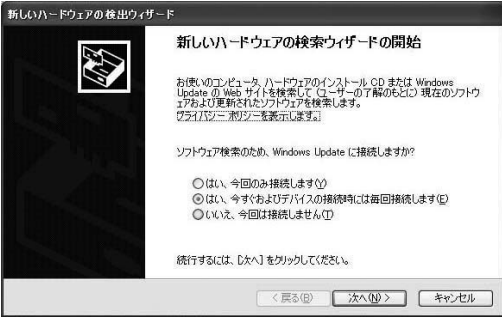 新しいハードウェアの検出ウィザード
新しいハードウェアの検索ウィザードの開始
お使いのコンピュータ、ハードウェアのインストール CD または Windows
Update の Web サイトを検索して (ユーザーの了解のもとに) 現在のソフトウ
ェアおよび更新されたソフトウェアを検索します。
プライバシー ポリシーを表示します。
ソフトウェア検索のため、Windows Update に接続しますか?
はい、今回のみ接続します(Y)
はい、今すぐおよびデバイスの接続時には毎回接続します(E)
いいえ、今回は接続しません(T)
続行するには、[次へ] をクリックしてください。
< 戻る(B)
次へ(N) >
キャンセル